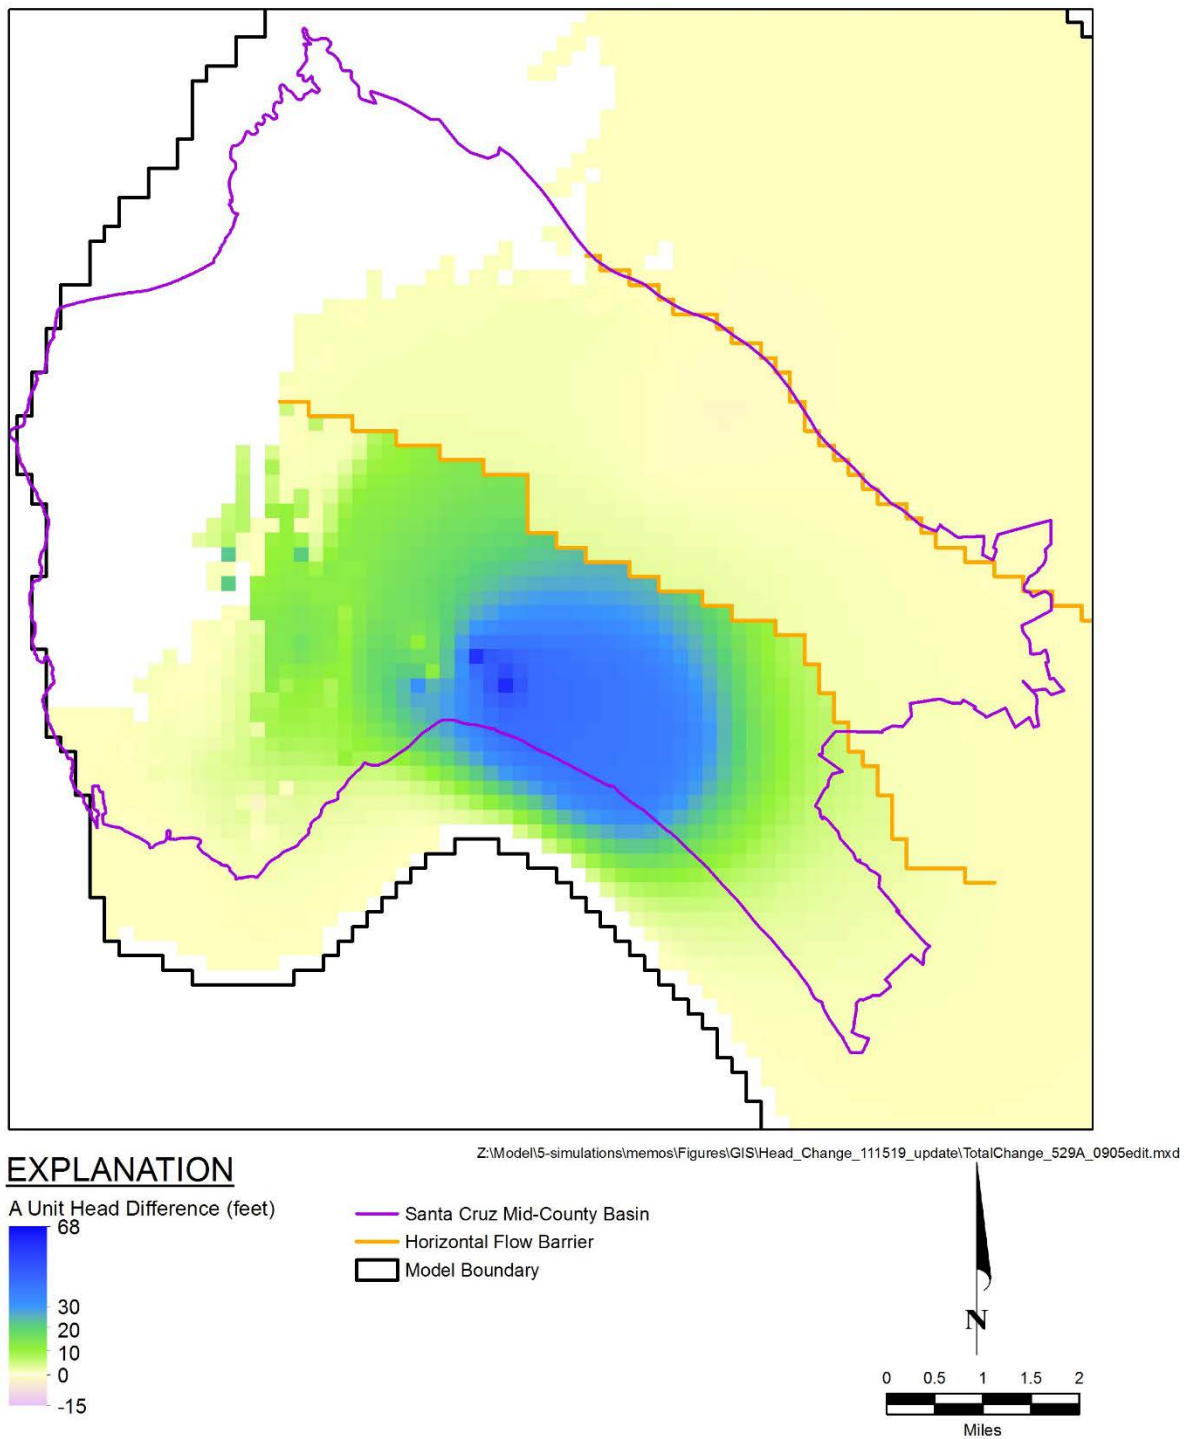 Z:\Model\5-simulations\memos\Figures\GIS\Head_Change_111519_update\TotalChange_529A_0905edit.mxd
EXPLANATION
A Unit Head Difference (feet)
68
30
20
10
0
-15
Santa Cruz Mid-County Basin
Horizontal Flow Barrier
Model Boundary
N
0 0.5 1 1.5 2
Miles